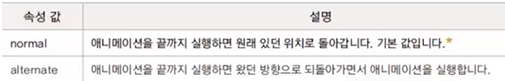 속성 값 설명
normal 애니메이션을 끝까지 실행하면 원래 있던 위치로 돌아갑니다. 기본 값입니다.★
alternate 애니메이션을 끝까지 실행하면 왔던 방향으로 되돌아가면서 애니메이션을 실행합니다.